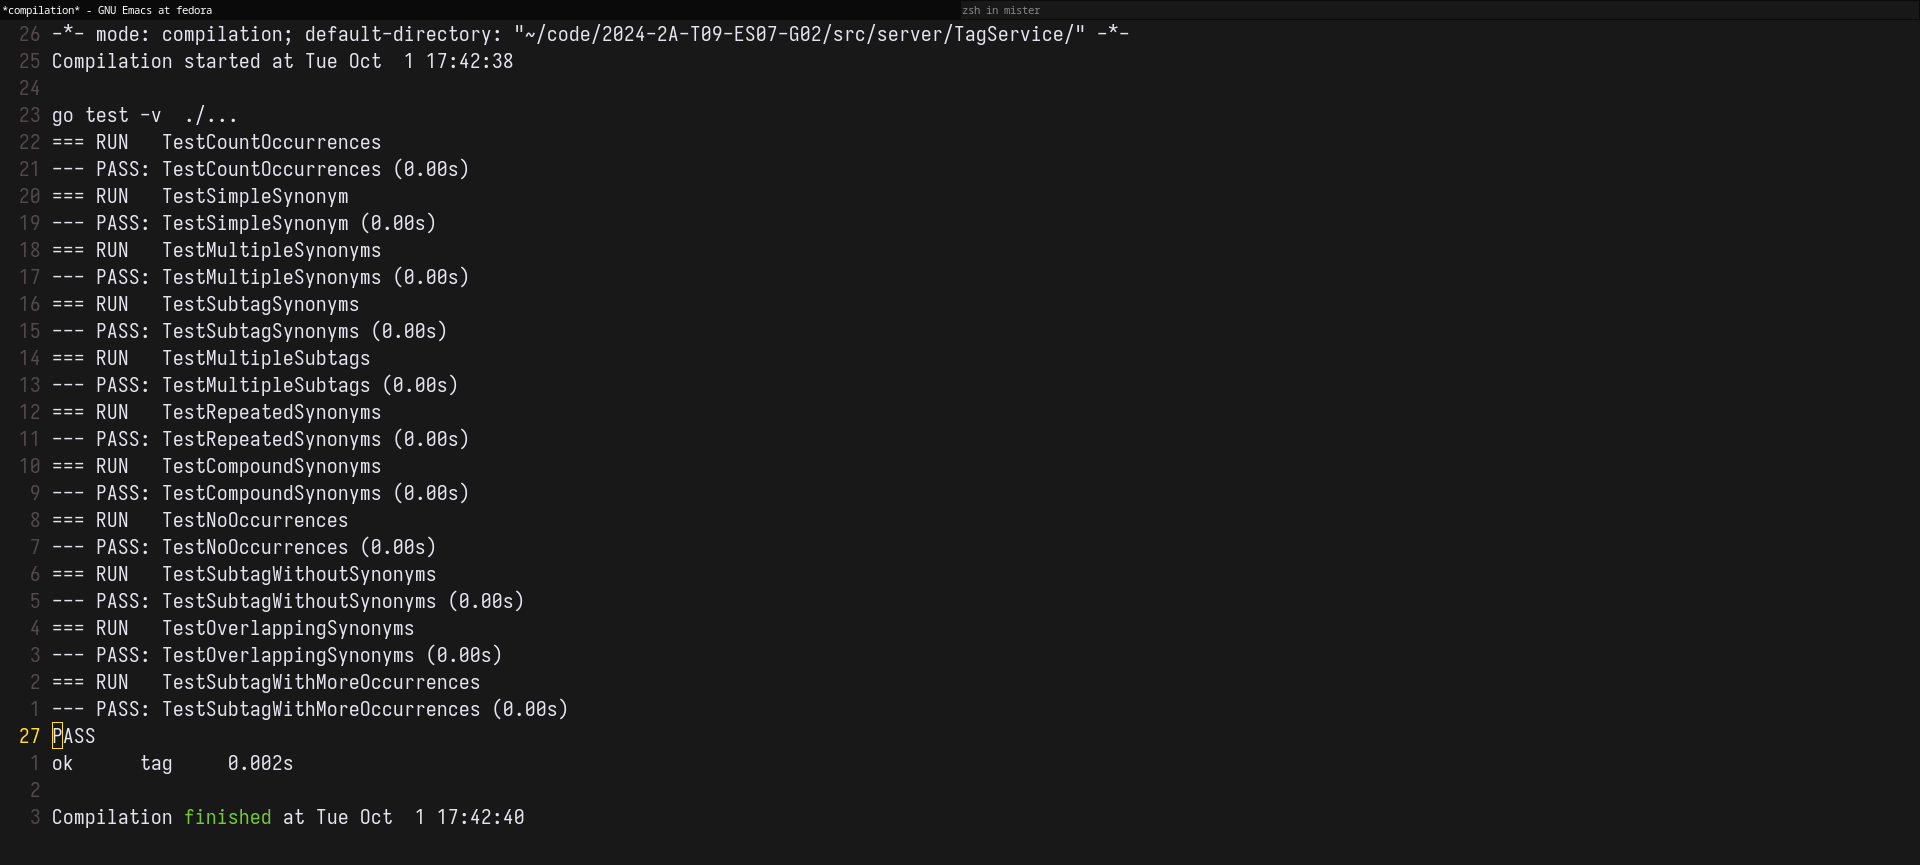 *compilation* - GNU Emacs at fedora
zsh in mister
26 -*- mode: compilation; default-directory: "~/code/2024-2A-T09-ES07-G02/src/server/TagService/" -*-
25 Compilation started at Tue Oct  1 17:42:38
24
23 go test -v  ./...
22 === RUN   TestCountOccurrences
21 --- PASS: TestCountOccurrences (0.00s)
20 === RUN   TestSimpleSynonym
19 --- PASS: TestSimpleSynonym (0.00s)
18 === RUN   TestMultipleSynonyms
17 --- PASS: TestMultipleSynonyms (0.00s)
16 === RUN   TestSubtagSynonyms
15 --- PASS: TestSubtagSynonyms (0.00s)
14 === RUN   TestMultipleSubtags
13 --- PASS: TestMultipleSubtags (0.00s)
12 === RUN   TestRepeatedSynonyms
11 --- PASS: TestRepeatedSynonyms (0.00s)
10 === RUN   TestCompoundSynonyms
9 --- PASS: TestCompoundSynonyms (0.00s)
8 === RUN   TestNoOccurrences
7 --- PASS: TestNoOccurrences (0.00s)
6 === RUN   TestSubtagWithoutSynonyms
5 --- PASS: TestSubtagWithoutSynonyms (0.00s)
4 === RUN   TestOverlappingSynonyms
3 --- PASS: TestOverlappingSynonyms (0.00s)
2 === RUN   TestSubtagWithMoreOccurrences
1 --- PASS: TestSubtagWithMoreOccurrences (0.00s)
27 PASS
1 ok      tag     0.002s
2
3 Compilation finished at Tue Oct  1 17:42:40